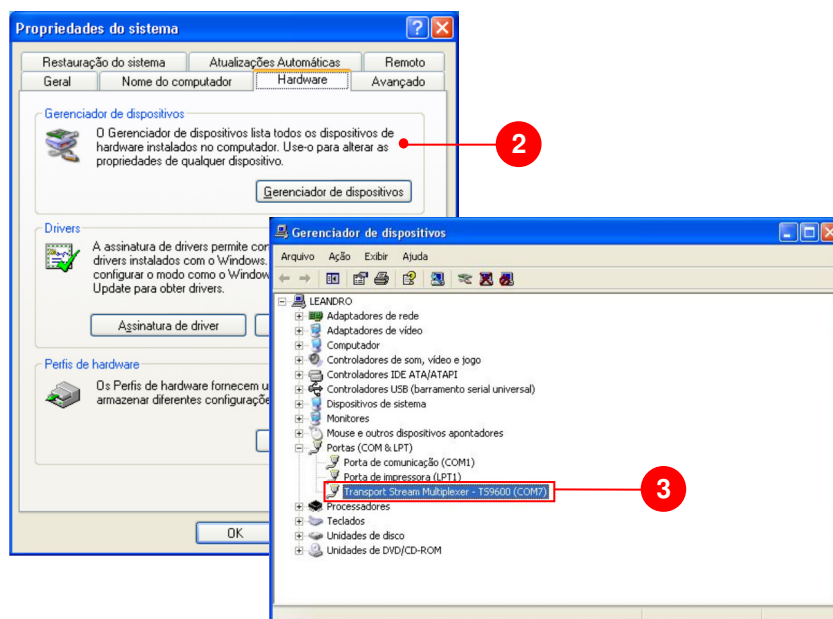 Propriedades do sistema
Restauração do sistema
Atualizações Automáticas
Remoto
Geral
Nome do computador
Hardware
Avançado
Gerenciador de dispositivos
O Gerenciador de dispositivos lista todos os dispositivos de
hardware instalados no computador. Use-o para alterar as
propriedades de qualquer dispositivo.
2
Gerenciador de dispositivos
Drivers
A assinatura de drivers permite con
drivers instalados com o Windows.
configurar o modo como o Window
Update para obter drivers.
Assinatura de driver
Perfis de hardware
Os Perfis de hardware fornecem u
armazenar diferentes configuraçõe
OK
Gerenciador de dispositivos
Arquivo Ação Exibir Ajuda
LEANDRO
Adaptadores de rede
Adaptadores de vídeo
Computador
Controladores de som, vídeo e jogo
Controladores IDE ATA/ATAPI
Controladores USB (barramento serial universal)
Dispositivos de sistema
Monitores
Mouse e outros dispositivos apontadores
Portas (COM & LPT)
Porta de comunicação (COM1)
Porta de impressora (LPT1)
Transport Stream Multiplexer - TS9600 (COM7)
3
Processadores
Teclados
Unidades de disco
Unidades de DVD/CD-ROM